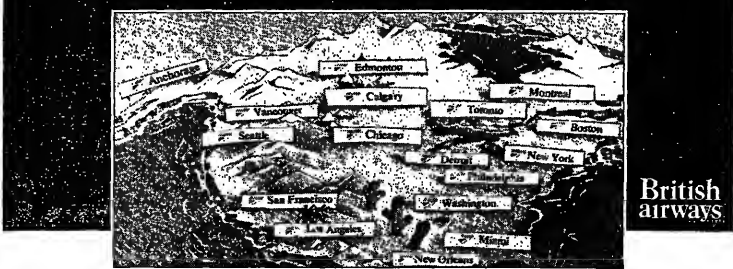 Anchorage
Edmonton
Calgary
Montreal
Vancouver
Toronto
Seattle
Chicago
Boston
Detroit
New York
Philadelphia
San Francisco
Washington
Los Angeles
Miami
New Orleans
British
airways